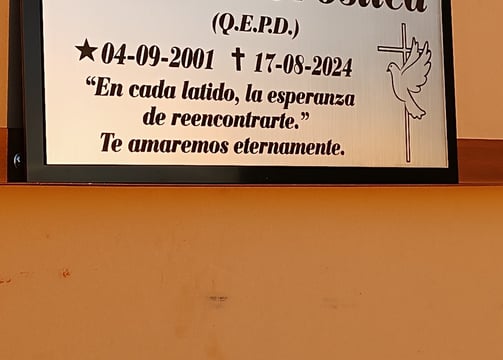 (Q.E.P.D.)
★04-09-2001 ✝ 17-08-2024
“En cada latido, la esperanza
de reencontrarte.”
Te amaremos eternamente.